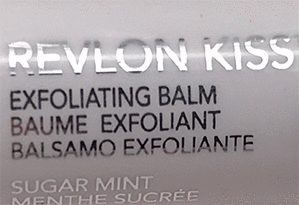 REVLON KISS
EXFOLIATING BALM
BAUME EXFOLIANT
BALSAMO EXFOLIANTE
SUGAR MINT
MENTHE SUCRÉE